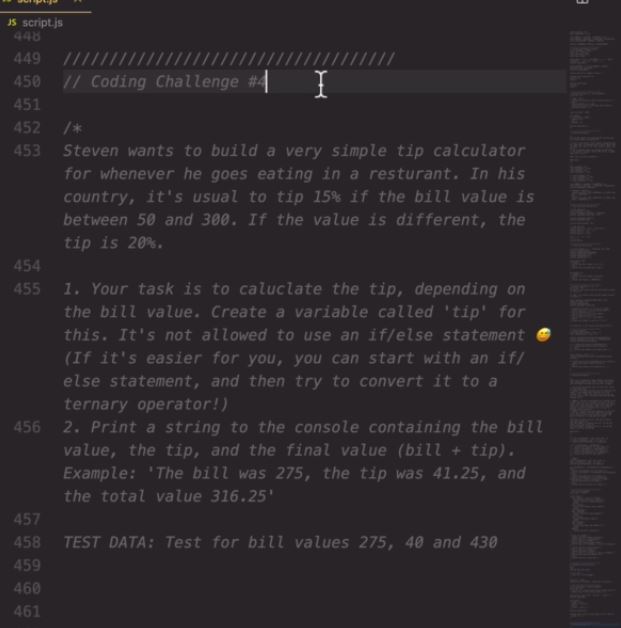 script.js
JS script.js
448
449 ////////////////////////////////////
450 // Coding Challenge #4
451
452 /*
453 Steven wants to build a very simple tip calculator
for whenever he goes eating in a resturant. In his
country, it's usual to tip 15% if the bill value is
between 50 and 300. If the value is different, the
tip is 20%.
454
455 1. Your task is to caluclate the tip, depending on
the bill value. Create a variable called 'tip' for
this. It's not allowed to use an if/else statement 😅
(If it's easier for you, you can start with an if/
else statement, and then try to convert it to a
ternary operator!)
456 2. Print a string to the console containing the bill
value, the tip, and the final value (bill + tip).
Example: 'The bill was 275, the tip was 41.25, and
the total value 316.25'
457
458 TEST DATA: Test for bill values 275, 40 and 430
459
460
461